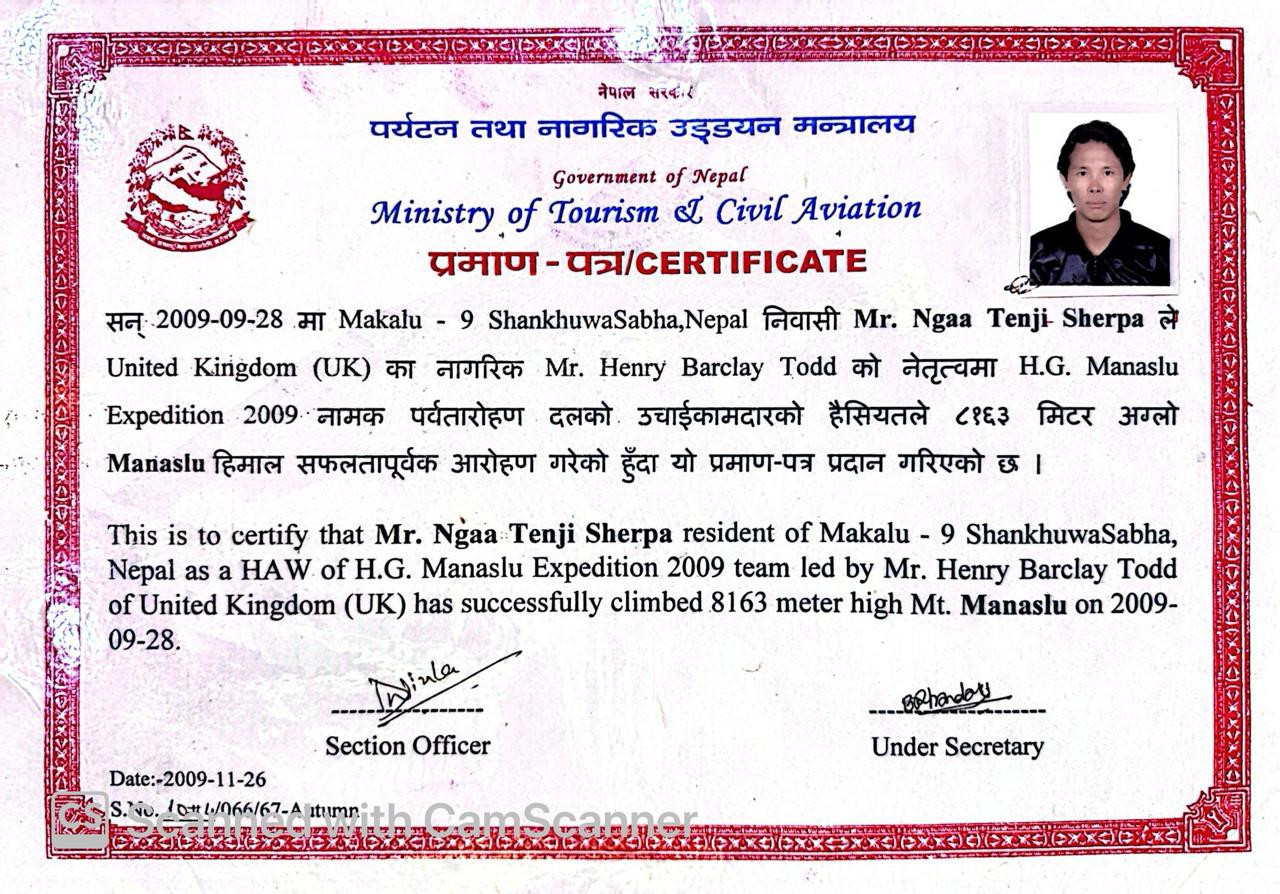 नेपाल सरकार
पर्यटन तथा नागरिक उड्डयन मन्त्रालय
Government of Nepal
Ministry of Tourism & Civil Aviation
प्रमाण - पत्र/CERTIFICATE
सन् 2009-09-28 मा Makalu - 9 ShankhuwaSabha,Nepal निवासी Mr. Ngaa Tenji Sherpa ले
United Kingdom (UK) का नागरिक Mr. Henry Barclay Todd को नेतृत्वमा H.G. Manaslu
Expedition 2009 नामक पर्वतारोहण दलको उचाईकामदारको हैसियतले ८१६३ मिटर अग्लो
Manaslu हिमाल सफलतापूर्वक आरोहण गरेको हुँदा यो प्रमाण-पत्र प्रदान गरिएको छ ।
This is to certify that Mr. Ngaa Tenji Sherpa resident of Makalu - 9 ShankhuwaSabha,
Nepal as a HAW of H.G. Manaslu Expedition 2009 team led by Mr. Henry Barclay Todd
of United Kingdom (UK) has successfully climbed 8163 meter high Mt. Manaslu on 2009-
09-28.
Section Officer
Under Secretary
Date:-2009-11-26
S.No. /066/67-Autumn
CS Scanned with CamScanner